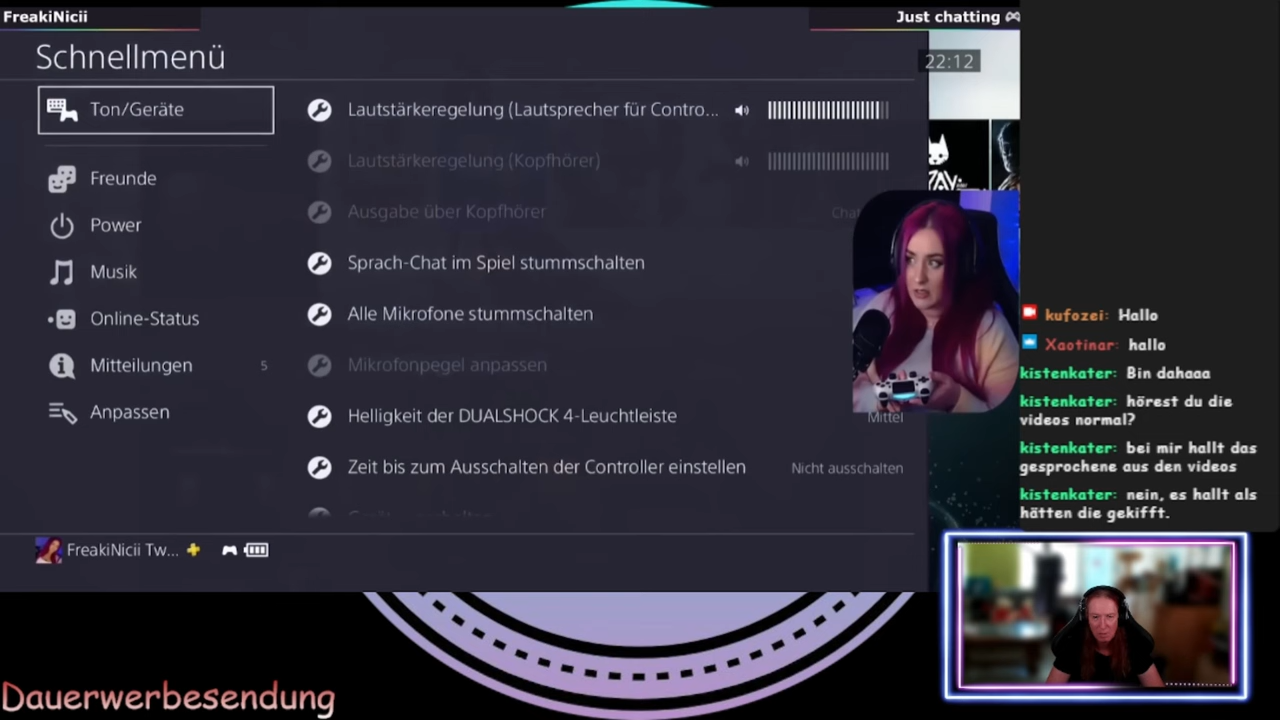 FreakiNicii
Just chatting
Schnellmenü
22:12
Ton/Geräte
Freunde
Power
Musik
Online-Status
Mitteilungen 5
Anpassen
Lautstärkeregelung (Lautsprecher für Contro...
Lautstärkeregelung (Kopfhörer)
Ausgabe über Kopfhörer
Sprach-Chat im Spiel stummschalten
Alle Mikrofone stummschalten
Mikrofonpegel anpassen
Helligkeit der DUALSHOCK 4-Leuchtleiste Mittel
Zeit bis zum Ausschalten der Controller einstellen Nicht ausschalten
FreakiNicii Tw...
kufozei: Hallo
Xaotinar: hallo
kistenkater: Bin dahaaa
kistenkater: hörest du die
videos normal?
kistenkater: bei mir hallt das
gesprochene aus den videos
kistenkater: nein, es hallt als
hätten die gekifft.
Dauerwerbesendung